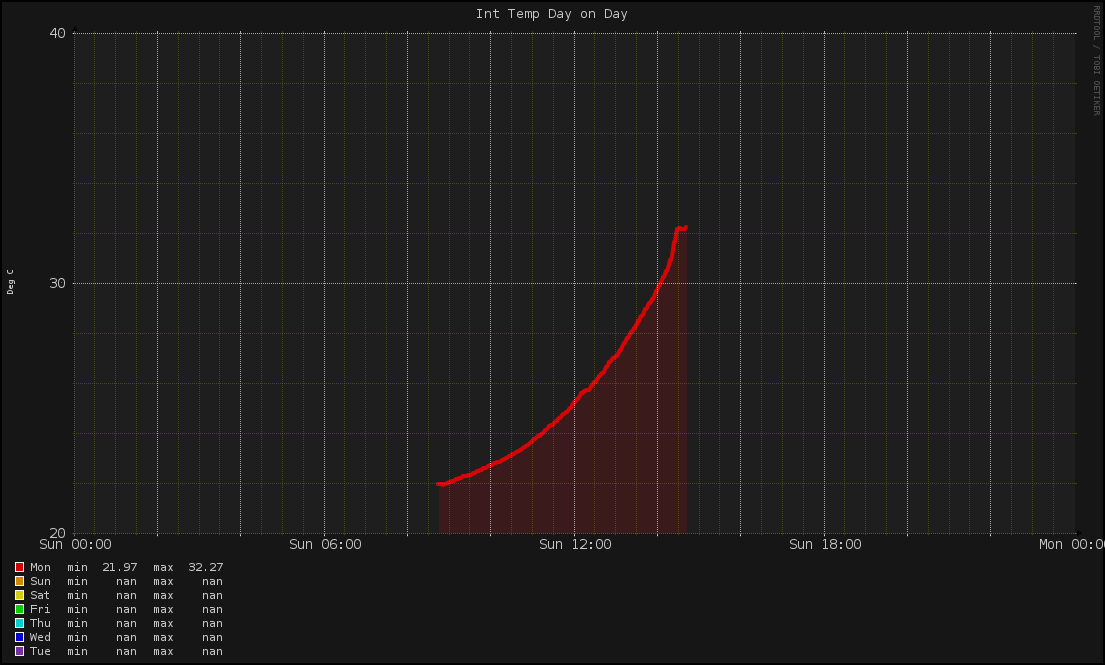 Int Temp Day on Day
RRDTOOL / TOBI OETIKER
40
30
20
Deg C
Sun 00:00 Sun 06:00 Sun 12:00 Sun 18:00 Mon 00:0
Mon min 21.97 max 32.27
Sun min nan max nan
Sat min nan max nan
Fri min nan max nan
Thu min nan max nan
Wed min nan max nan
Tue min nan max nan